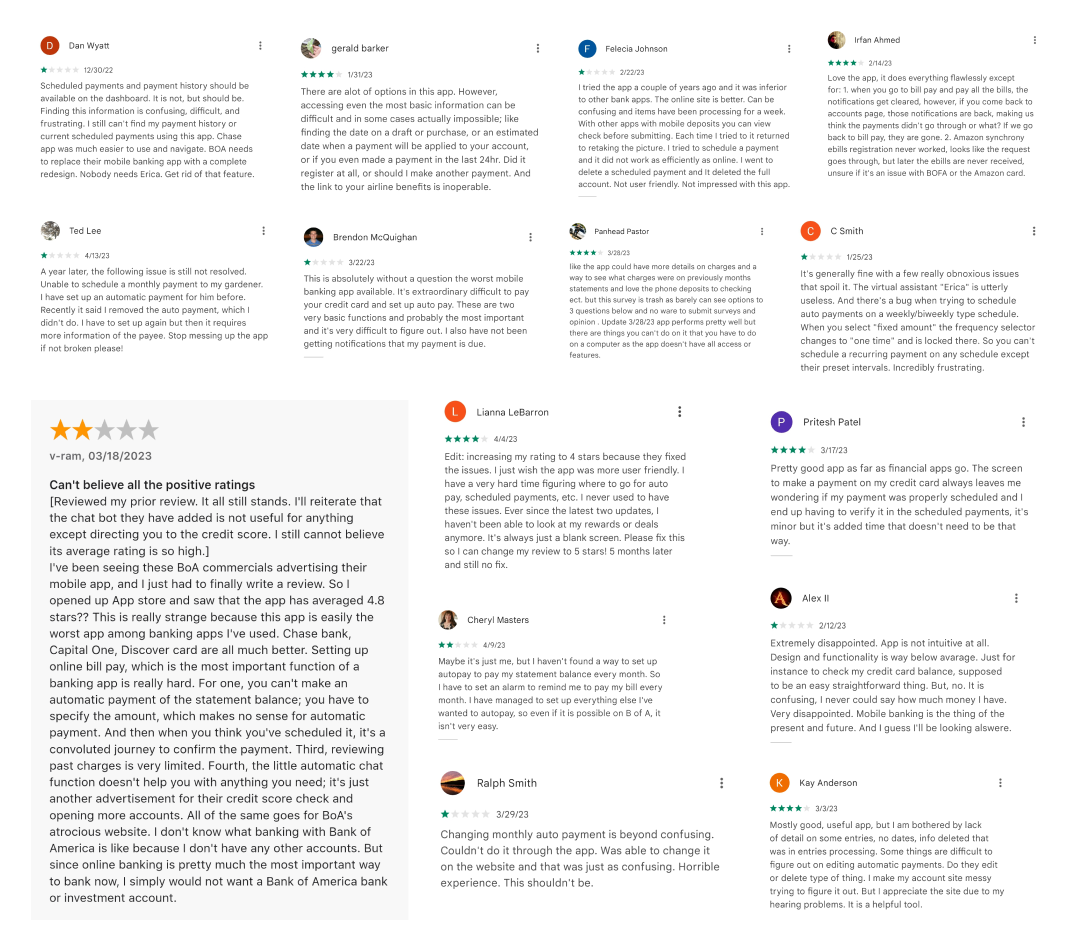 D
Dan Wyatt
12/30/22
Scheduled payments and payment history should be
available on the dashboard. It is not, but should be.
Finding this information is confusing, difficult, and
frustrating. I still can't find my payment history or
current scheduled payments using this app. Chase
app was much easier to use and navigate. BOA needs
to replace their mobile banking app with a complete
redesign. Nobody needs Erica. Get rid of that feature.
gerald barker
1/31/23
There are alot of options in this app. However,
accessing even the most basic information can be
difficult and in some cases actually impossible; like
finding the date on a draft or purchase, or an estimated
date when a payment will be applied to your account,
or if you even made a payment in the last 24hr. Did it
register at all, or should I make another payment. And
the link to your airline benefits is inoperable.
F
Felecia Johnson
2/22/23
I tried the app a couple of years ago and it was inferior
to other bank apps. The online site is better. Can be
confusing and items have been processing for a week.
With other apps with mobile deposits you can view
check before submitting. Each time I tried to it returned
to retaking the picture. I tried to schedule a payment
and it did not work as efficiently as online. I went to
delete a scheduled payment and It deleted the full
account. Not user friendly. Not impressed with this app.
Irfan Ahmed
2/14/23
Love the app, it does everything flawlessly except
for: 1. when you go to bill pay and pay all the bills, the
notifications get cleared, however, if you come back to
accounts page, those notifications are back, making us
think the payments didn't go through or what? If we go
back to bill pay, they are gone. 2. Amazon synchrony
ebills registration never worked, looks like the request
goes through, but later the ebills are never received,
unsure if it's an issue with BOFA or the Amazon card.
Ted Lee
4/13/23
A year later, the following issue is still not resolved.
Unable to schedule a monthly payment to my gardener.
I have set up an automatic payment for him before.
Recently it said I removed the auto payment, which I
didn't do. I have to set up again but then it requires
more information of the payee. Stop messing up the app
if not broken please!
Brendon McQuighan
3/22/23
This is absolutely without a question the worst mobile
banking app available. It's extraordinary difficult to pay
your credit card and set up auto pay. These are two
very basic functions and probably the most important
and it's very difficult to figure out. I also have not been
getting notifications that my payment is due.
Panhead Pastor
3/28/23
like the app could have more details on charges and a
way to see what charges were on previously months
statements and love the phone deposits to checking
ect. but this survey is trash as barely can see options to
3 questions below and no ware to submit surveys and
opinion . Update 3/28/23 app performs pretty well but
there are things you can't do on it that you have to do
on a computer as the app doesn't have all access or
features.
C
C Smith
1/25/23
It's generally fine with a few really obnoxious issues
that spoil it. The virtual assistant "Erica" is utterly
useless. And there's a bug when trying to schedule
auto payments on a weekly/biweekly type schedule.
When you select "fixed amount" the frequency selector
changes to "one time" and is locked there. So you can't
schedule a recurring payment on any schedule except
their preset intervals. Incredibly frustrating.
v-ram, 03/18/2023
Can't believe all the positive ratings
[Reviewed my prior review. It all still stands. I'll reiterate that
the chat bot they have added is not useful for anything
except directing you to the credit score. I still cannot believe
its average rating is so high.]
I've been seeing these BoA commercials advertising their
mobile app, and I just had to finally write a review. So I
opened up App store and saw that the app has averaged 4.8
stars?? This is really strange because this app is easily the
worst app among banking apps I've used. Chase bank,
Capital One, Discover card are all much better. Setting up
online bill pay, which is the most important function of a
banking app is really hard. For one, you can't make an
automatic payment of the statement balance; you have to
specify the amount, which makes no sense for automatic
payment. And then when you think you've scheduled it, it's a
convoluted journey to confirm the payment. Third, reviewing
past charges is very limited. Fourth, the little automatic chat
function doesn't help you with anything you need; it's just
another advertisement for their credit score check and
opening more accounts. All of the same goes for BoA's
atrocious website. I don't know what banking with Bank of
America is like because I don't have any other accounts. But
since online banking is pretty much the most important way
to bank now, I simply would not want a Bank of America bank
or investment account.
L
Lianna LeBarron
4/4/23
Edit: increasing my rating to 4 stars because they fixed
the issues. I just wish the app was more user friendly. I
have a very hard time figuring where to go for auto
pay, scheduled payments, etc. I never used to have
these issues. Ever since the latest two updates, I
haven't been able to look at my rewards or deals
anymore. It's always just a blank screen. Please fix this
so I can change my review to 5 stars! 5 months later
and still no fix.
P
Pritesh Patel
3/17/23
Pretty good app as far as financial apps go. The screen
to make a payment on my credit card always leaves me
wondering if my payment was properly scheduled and I
end up having to verify it in the scheduled payments, it's
minor but it's added time that doesn't need to be that
way.
Cheryl Masters
4/9/23
Maybe it's just me, but I haven't found a way to set up
autopay to pay my statement balance every month. So
I have to set an alarm to remind me to pay my bill every
month. I have managed to set up everything else I've
wanted to autopay, so even if it is possible on B of A, it
isn't very easy.
Alex II
2/12/23
Extremely disappointed. App is not intuitive at all.
Design and functionality is way below avarage. Just for
instance to check my credit card balance, supposed
to be an easy straightforward thing. But, no. It is
confusing, I never could say how much money I have.
Very disappointed. Mobile banking is the thing of the
present and future. And I guess I'll be looking alswere.
Ralph Smith
3/29/23
Changing monthly auto payment is beyond confusing.
Couldn't do it through the app. Was able to change it
on the website and that was just as confusing. Horrible
experience. This shouldn't be.
K
Kay Anderson
3/3/23
Mostly good, useful app, but I am bothered by lack
of detail on some entries, no dates, info deleted that
was in entries processing. Some things are difficult to
figure out on editing automatic payments. Do they edit
or delete type of thing. I make my account site messy
trying to figure it out. But I appreciate the site due to my
hearing problems. It is a helpful tool.